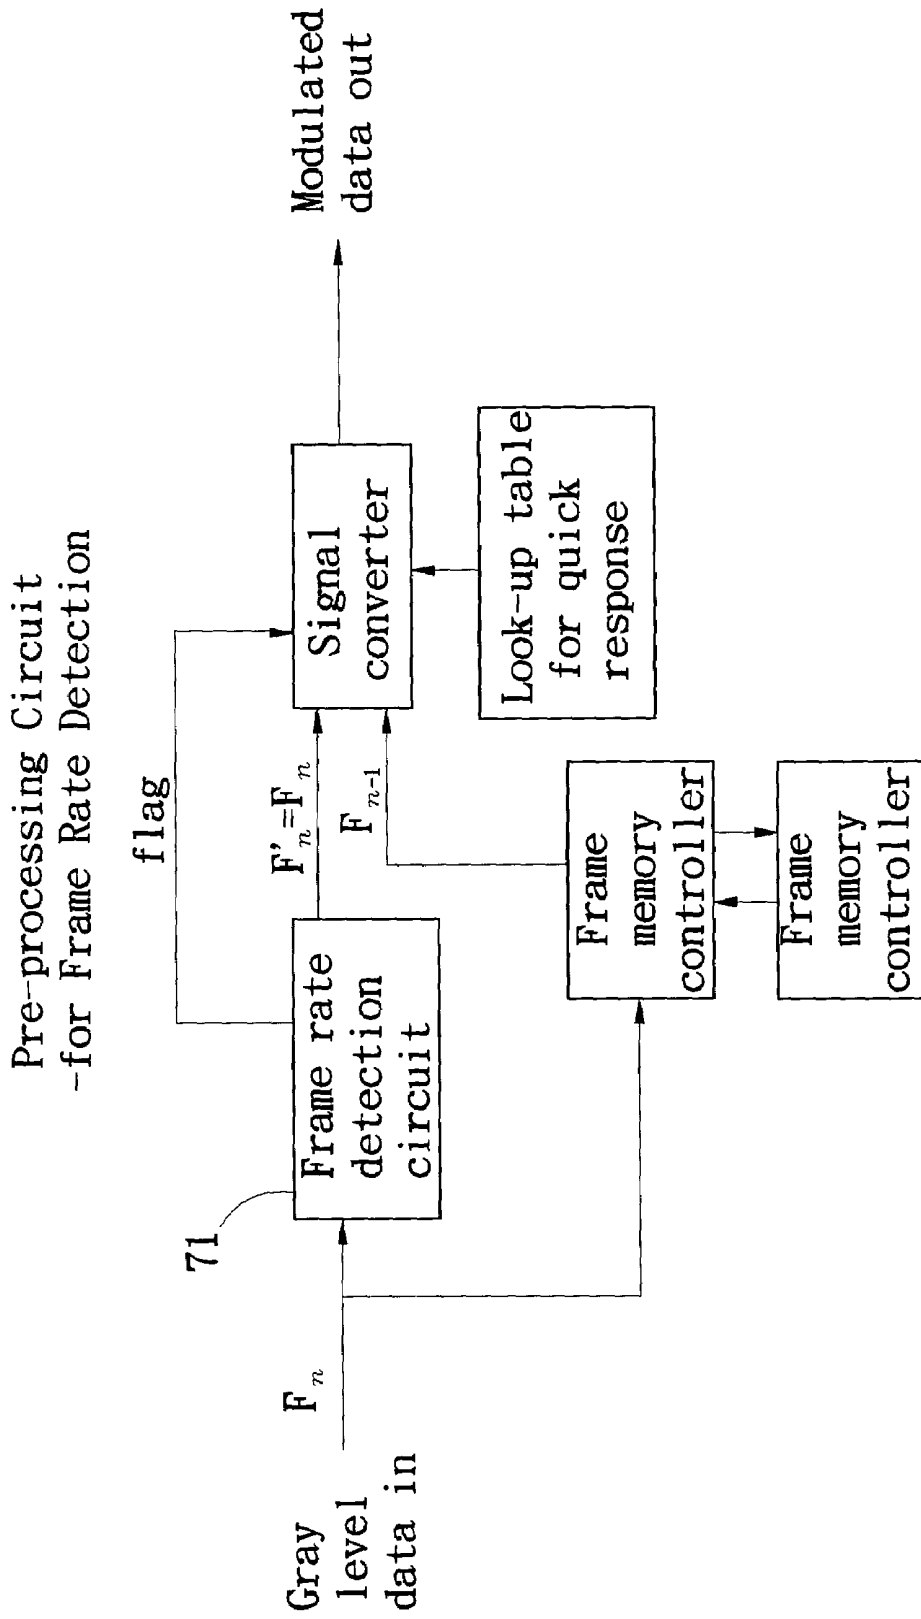 Pre-processing Circuit
-for Frame Rate Detection
flag
71
Gray
level
data in
Fn
Frame rate
detection
circuit
F'n=Fn
Fn-1
Signal
converter
Modulated
data out
Look-up table
for quick
response
Frame
memory
controller
Frame
memory
controller